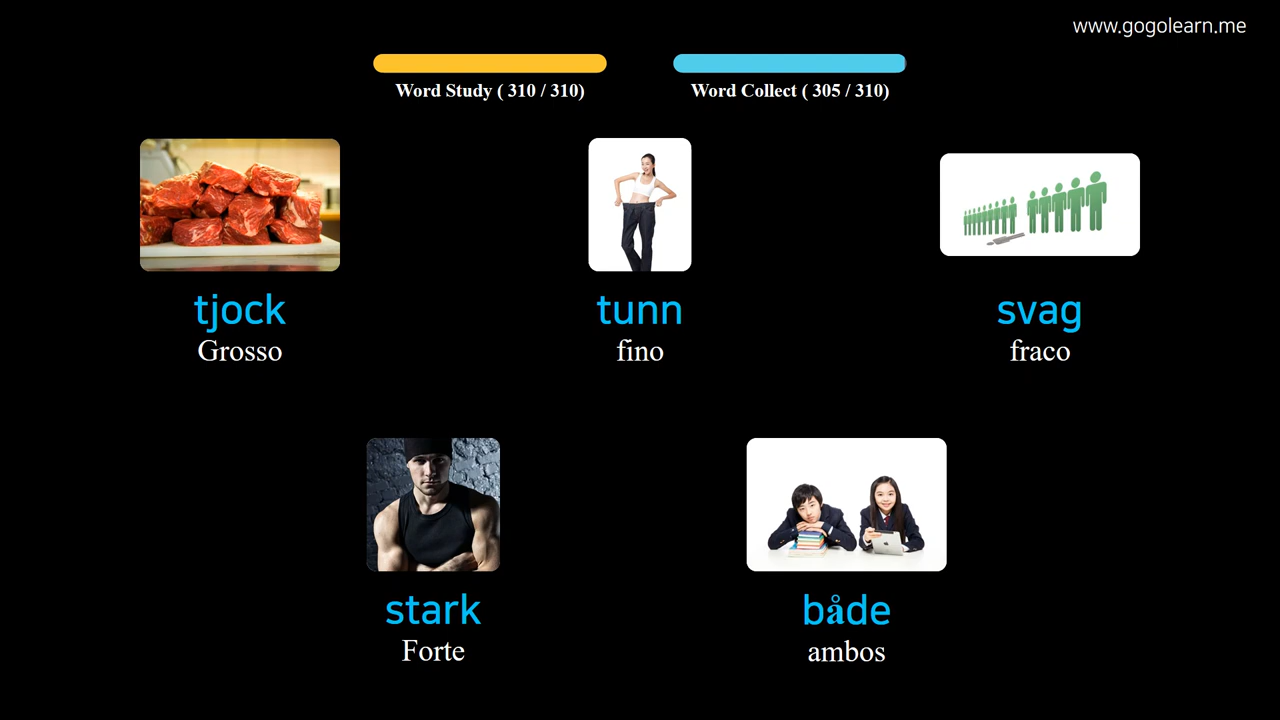 www.gogolearn.me
Word Study ( 310 / 310)
Word Collect ( 305 / 310)
tjock
Grosso
tunn
fino
svag
fraco
stark
Forte
både
ambos